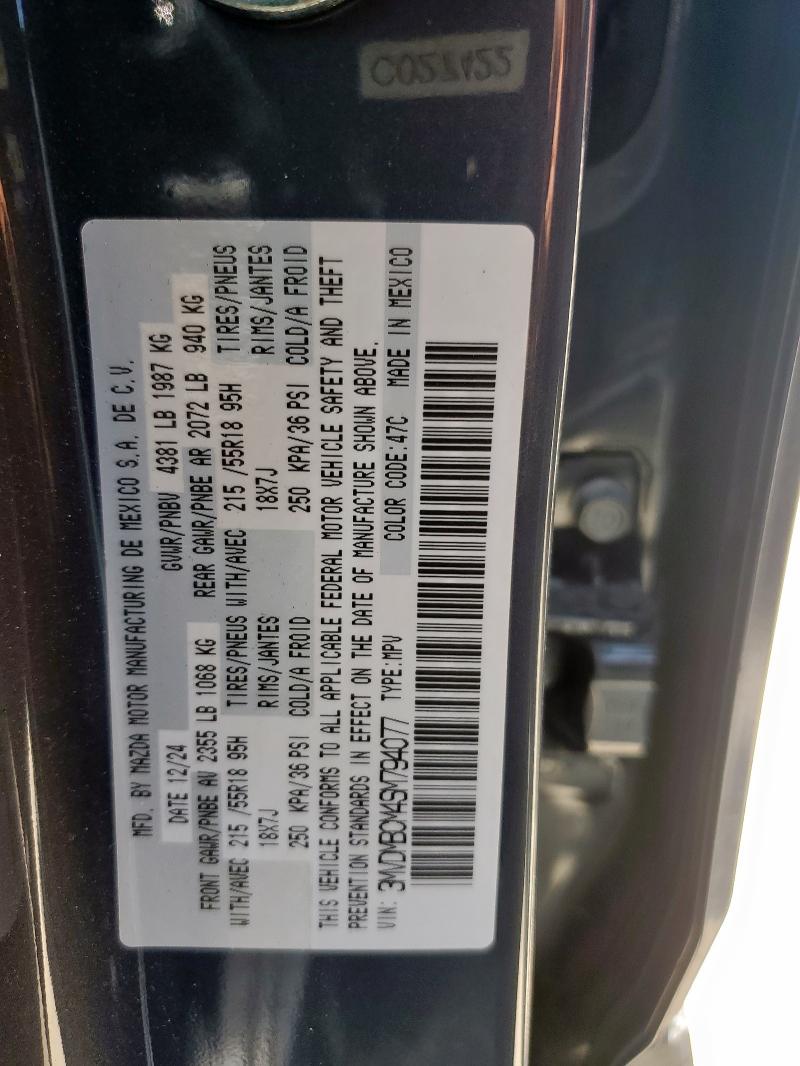 MFD. BY MAZDA MOTOR MANUFACTURING DE MEXICO S.A. DE C.V.
DATE 12/24 GVWR/PNBV 4381 LB 1987 KG
FRONT GAWR/PNBE AV 2355 LB 1068 KG REAR GAWR/PNBE AR 2072 LB 940 KG
WITH/AVEC 215 /55R18 95H TIRES/PNEUS WITH/AVEC 215 /55R18 95H TIRES/PNEUS
18X7J RIMS/JANTES 18X7J RIMS/JANTES
250 KPA/36 PSI COLD/A FROID 250 KPA/36 PSI COLD/A FROID
THIS VEHICLE CONFORMS TO ALL APPLICABLE FEDERAL MOTOR VEHICLE SAFETY AND THEFT
PREVENTION STANDARDS IN EFFECT ON THE DATE OF MANUFACTURE SHOWN ABOVE.
VIN: 3MVDMBCM4SM794077 TYPE:MPV COLOR CODE:47C MADE IN MEXICO